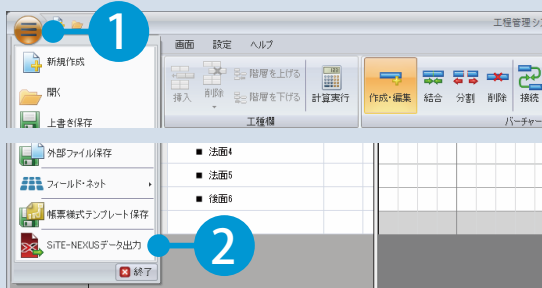 1
工程管理シス
画面 設定 ヘルプ
新規作成
開く
上書き保存
挿入 削除 階層を上げる 階層を下げる 計算実行
作成・編集 結合 分割 削除 接続
工種欄
バーチャー
外部ファイル保存
フィールド・ネット
帳票様式テンプレート保存
SiTE-NEXUSデータ出力
終了
2
■ 法面4
■ 法面5
■ 後面6